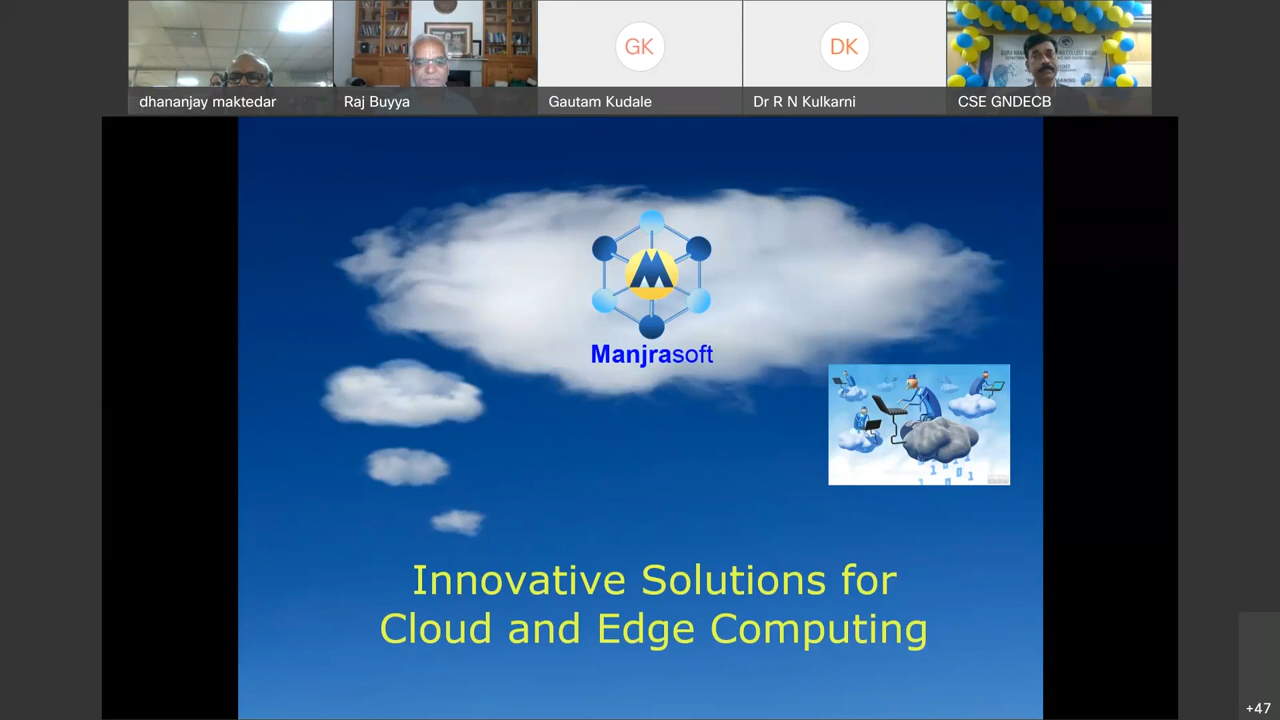 GK
DK
dhananjay maktedar
Raj Buyya
Gautam Kudale
Dr R N Kulkarni
CSE GNDECB
M
Manjrasoft
Innovative Solutions for
Cloud and Edge Computing
+47